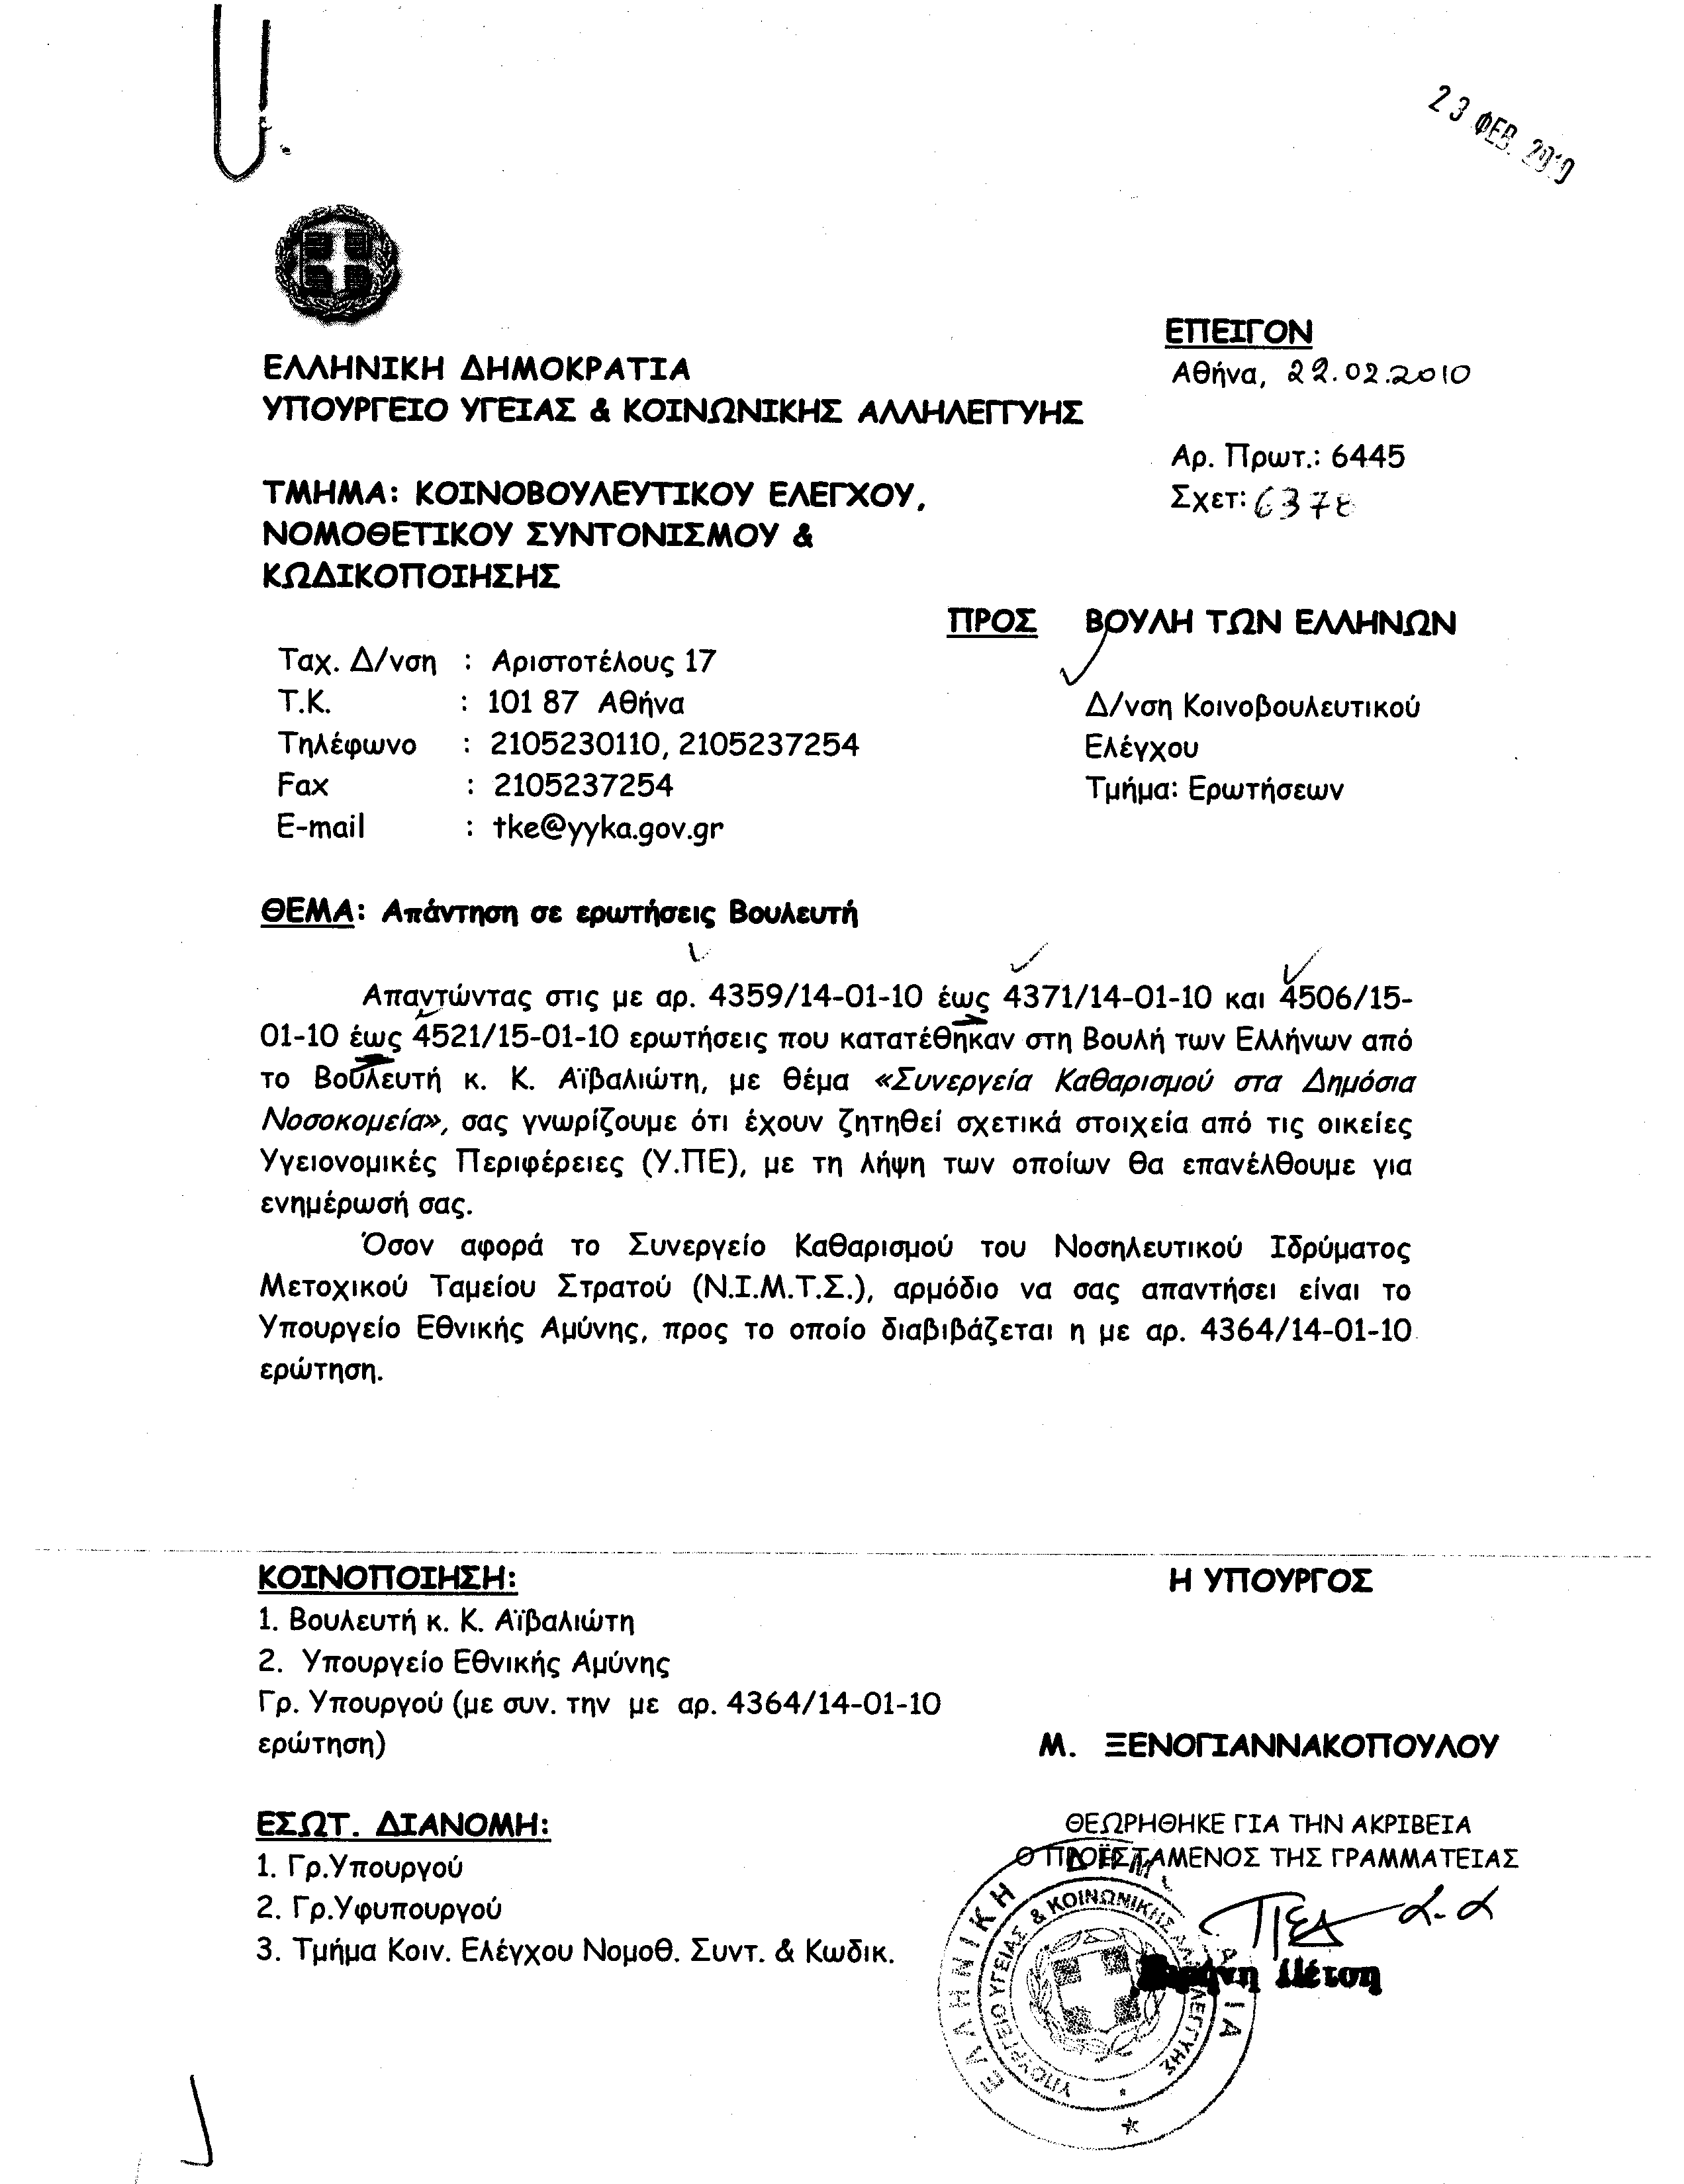 23 ΦΕΒ. 2010
ΕΠΕΙΓΟΝ
Αθήνα, 22.02.2010
ΕΛΛΗΝΙΚΗ ΔΗΜΟΚΡΑΤΙΑ
ΥΠΟΥΡΓΕΙΟ ΥΓΕΙΑΣ & ΚΟΙΝΩΝΙΚΗΣ ΑΛΛΗΛΕΓΓΥΗΣ
Αρ. Πρωτ.: 6445
Σχετ: 6378
ΤΜΗΜΑ: ΚΟΙΝΟΒΟΥΛΕΥΤΙΚΟΥ ΕΛΕΓΧΟΥ,
ΝΟΜΟΘΕΤΙΚΟΥ ΣΥΝΤΟΝΙΣΜΟΥ &
ΚΩΔΙΚΟΠΟΙΗΣΗΣ
ΠΡΟΣ ΒΟΥΛΗ ΤΩΝ ΕΛΛΗΝΩΝ
Δ/νση Κοινοβουλευτικού
Ελέγχου
Τμήμα: Ερωτήσεων
Ταχ. Δ/νση : Αριστοτέλους 17
Τ.Κ. : 101 87 Αθήνα
Τηλέφωνο : 2105230110, 2105237254
Fax : 2105237254
E-mail : tke@yyka.gov.gr
ΘΕΜΑ: Απάντηση σε ερωτήσεις Βουλευτή
Απαντώντας στις με αρ. 4359/14-01-10 έως 4371/14-01-10 και 4506/15-
01-10 έως 4521/15-01-10 ερωτήσεις που κατατέθηκαν στη Βουλή των Ελλήνων από
το Βουλευτή κ. Κ. Αϊβαλιώτη, με θέμα «Συνεργεία Καθαρισμού στα Δημόσια
Νοσοκομεία», σας γνωρίζουμε ότι έχουν ζητηθεί σχετικά στοιχεία από τις οικείες
Υγειονομικές Περιφέρειες (Υ.ΠΕ), με τη λήψη των οποίων θα επανέλθουμε για
ενημέρωσή σας.
Όσον αφορά το Συνεργείο Καθαρισμού του Νοσηλευτικού Ιδρύματος
Μετοχικού Ταμείου Στρατού (Ν.Ι.Μ.Τ.Σ.), αρμόδιο να σας απαντήσει είναι το
Υπουργείο Εθνικής Αμύνης, προς το οποίο διαβιβάζεται η με αρ. 4364/14-01-10
ερώτηση.
ΚΟΙΝΟΠΟΙΗΣΗ:
1. Βουλευτή κ. Κ. Αϊβαλιώτη
2. Υπουργείο Εθνικής Αμύνης
Γρ. Υπουργού (με συν. την με αρ. 4364/14-01-10
ερώτηση)
Η ΥΠΟΥΡΓΟΣ
Μ. ΞΕΝΟΓΙΑΝΝΑΚΟΠΟΥΛΟΥ
ΕΣΩΤ. ΔΙΑΝΟΜΗ:
1. Γρ.Υπουργού
2. Γρ.Υφυπουργού
3. Τμήμα Κοιν. Ελέγχου Νομοθ. Συντ. & Κωδικ.
ΘΕΩΡΗΘΗΚΕ ΓΙΑ ΤΗΝ ΑΚΡΙΒΕΙΑ
Ο ΠΡΟΪΣΤΑΜΕΝΟΣ ΤΗΣ ΓΡΑΜΜΑΤΕΙΑΣ
ΕΛΛΗΝΙΚΗ
ΥΠΟΥΡΓΕΙΟ ΥΓΕΙΑΣ & ΚΟΙΝΩΝΙΚΗΣ ΑΛΛΗΛΕΓΓΥΗΣ
Πέτση